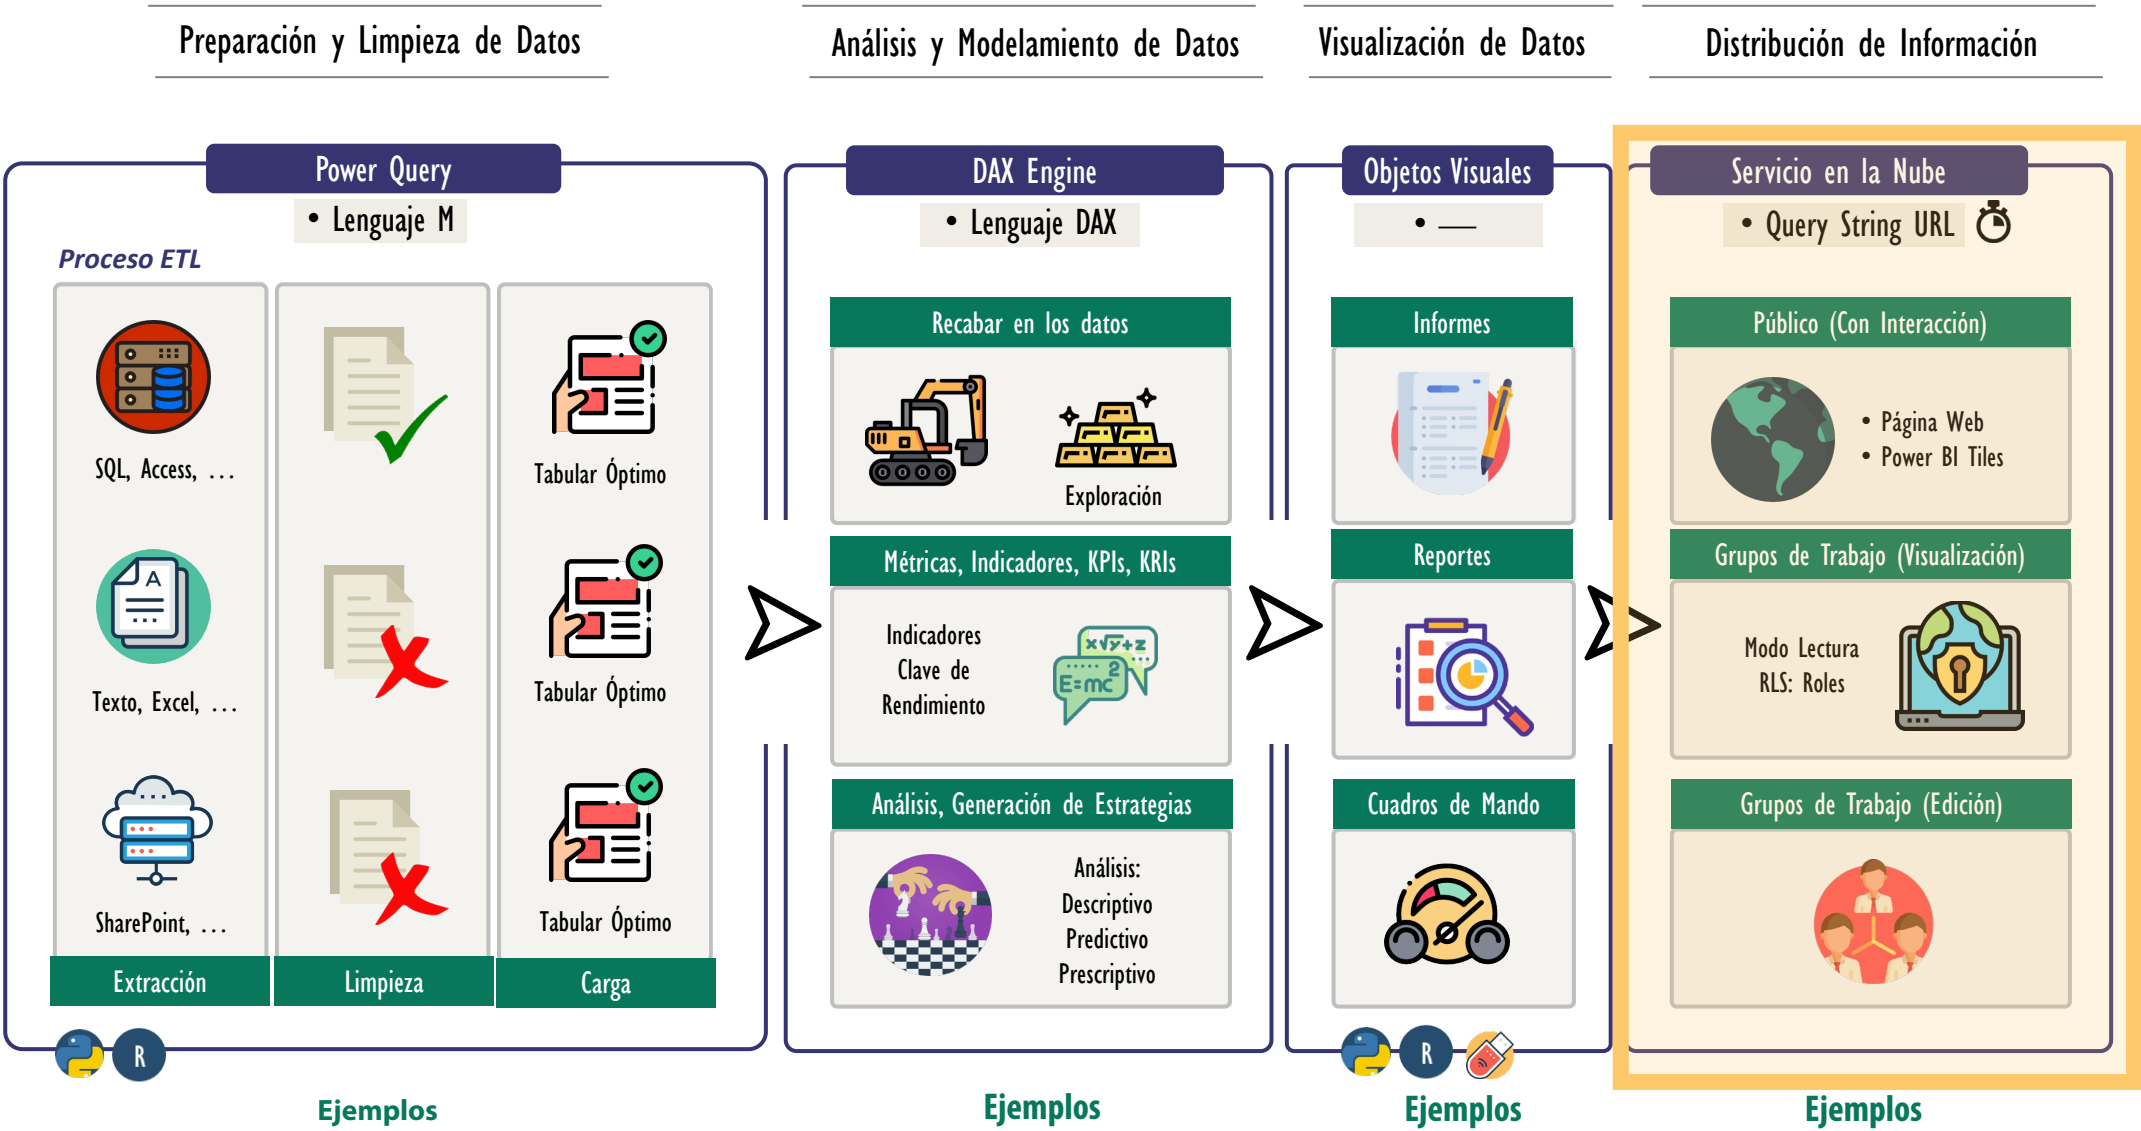 Preparación y Limpieza de Datos
Análisis y Modelamiento de Datos
Visualización de Datos
Distribución de Información
Power Query
• Lenguaje M
Proceso ETL
SQL, Access, ...
Texto, Excel, ...
SharePoint, ...
Extracción
Limpieza
Tabular Óptimo
Tabular Óptimo
Tabular Óptimo
Carga
R
Ejemplos
DAX Engine
• Lenguaje DAX
Recabar en los datos
Exploración
Métricas, Indicadores, KPIs, KRIs
Indicadores
Clave de
Rendimiento
x√y+z
E=mc²
Análisis, Generación de Estrategias
Análisis:
Descriptivo
Predictivo
Prescriptivo
Ejemplos
Objetos Visuales
• —
Informes
Reportes
Cuadros de Mando
R
Ejemplos
Servicio en la Nube
• Query String URL
Público (Con Interacción)
• Página Web
• Power BI Tiles
Grupos de Trabajo (Visualización)
Modo Lectura
RLS: Roles
Grupos de Trabajo (Edición)
Ejemplos
A